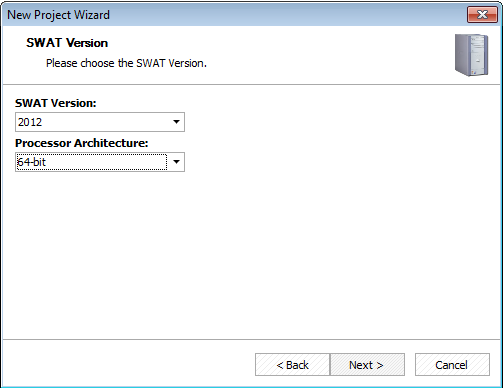 New Project Wizard
SWAT Version
Please choose the SWAT Version.
SWAT Version:
2012
Processor Architecture:
64-bit
< Back
Next >
Cancel